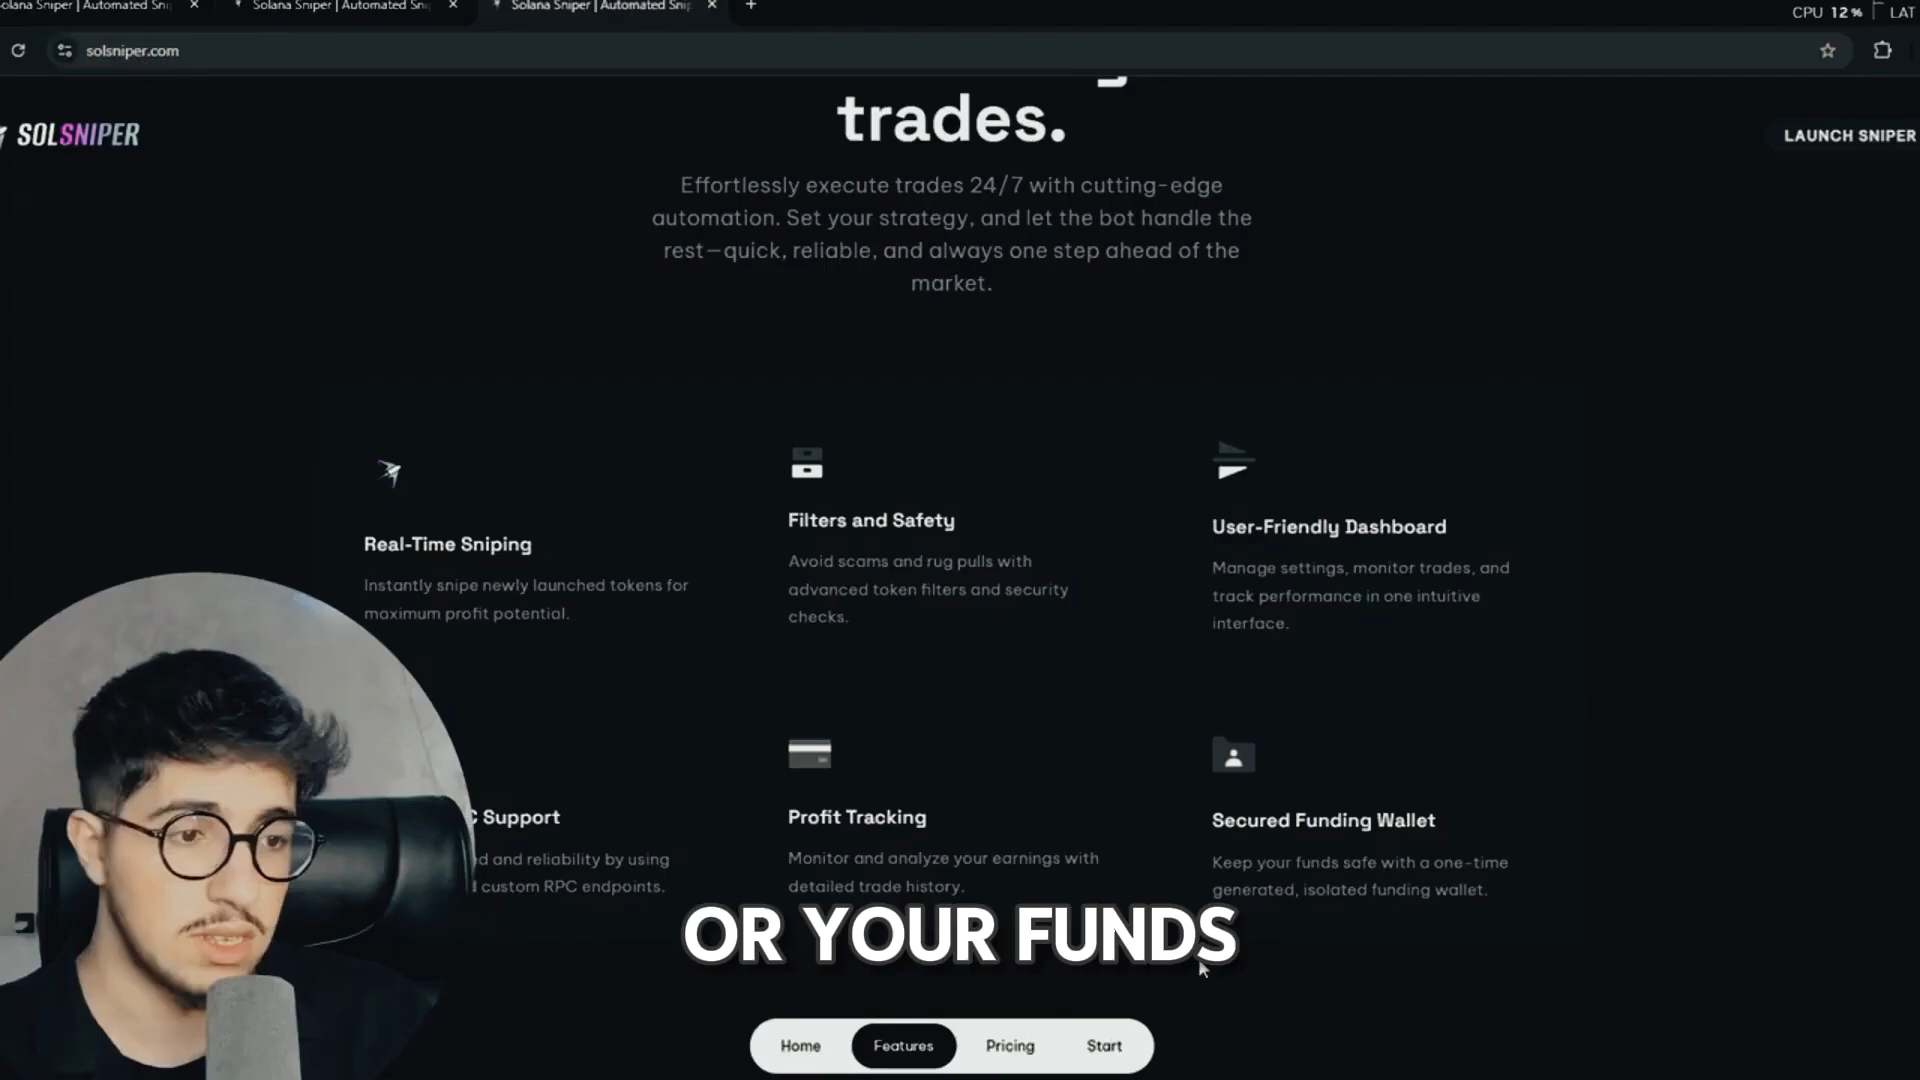 Solana Sniper | Automated
Solana Sniper | Automated
CPU 12% LAT
solsniper.com
trades.
SOLSNIPER
LAUNCH SNIPER
Effortlessly execute trades 24/7 with cutting-edge
automation. Set your strategy, and let the bot handle the
rest—quick, reliable, and always one step ahead of the
market.
Real-Time Sniping
Instantly snipe newly launched tokens for
maximum profit potential.
Filters and Safety
Avoid scams and rug pulls with
advanced token filters and security
checks.
User-Friendly Dashboard
Manage settings, monitor trades, and
track performance in one intuitive
interface.
Support
and reliability by using
custom RPC endpoints.
Profit Tracking
Monitor and analyze your earnings with
detailed trade history.
Secured Funding Wallet
Keep your funds safe with a one-time
generated, isolated funding wallet.
OR YOUR FUNDS
Home
Features
Pricing
Start